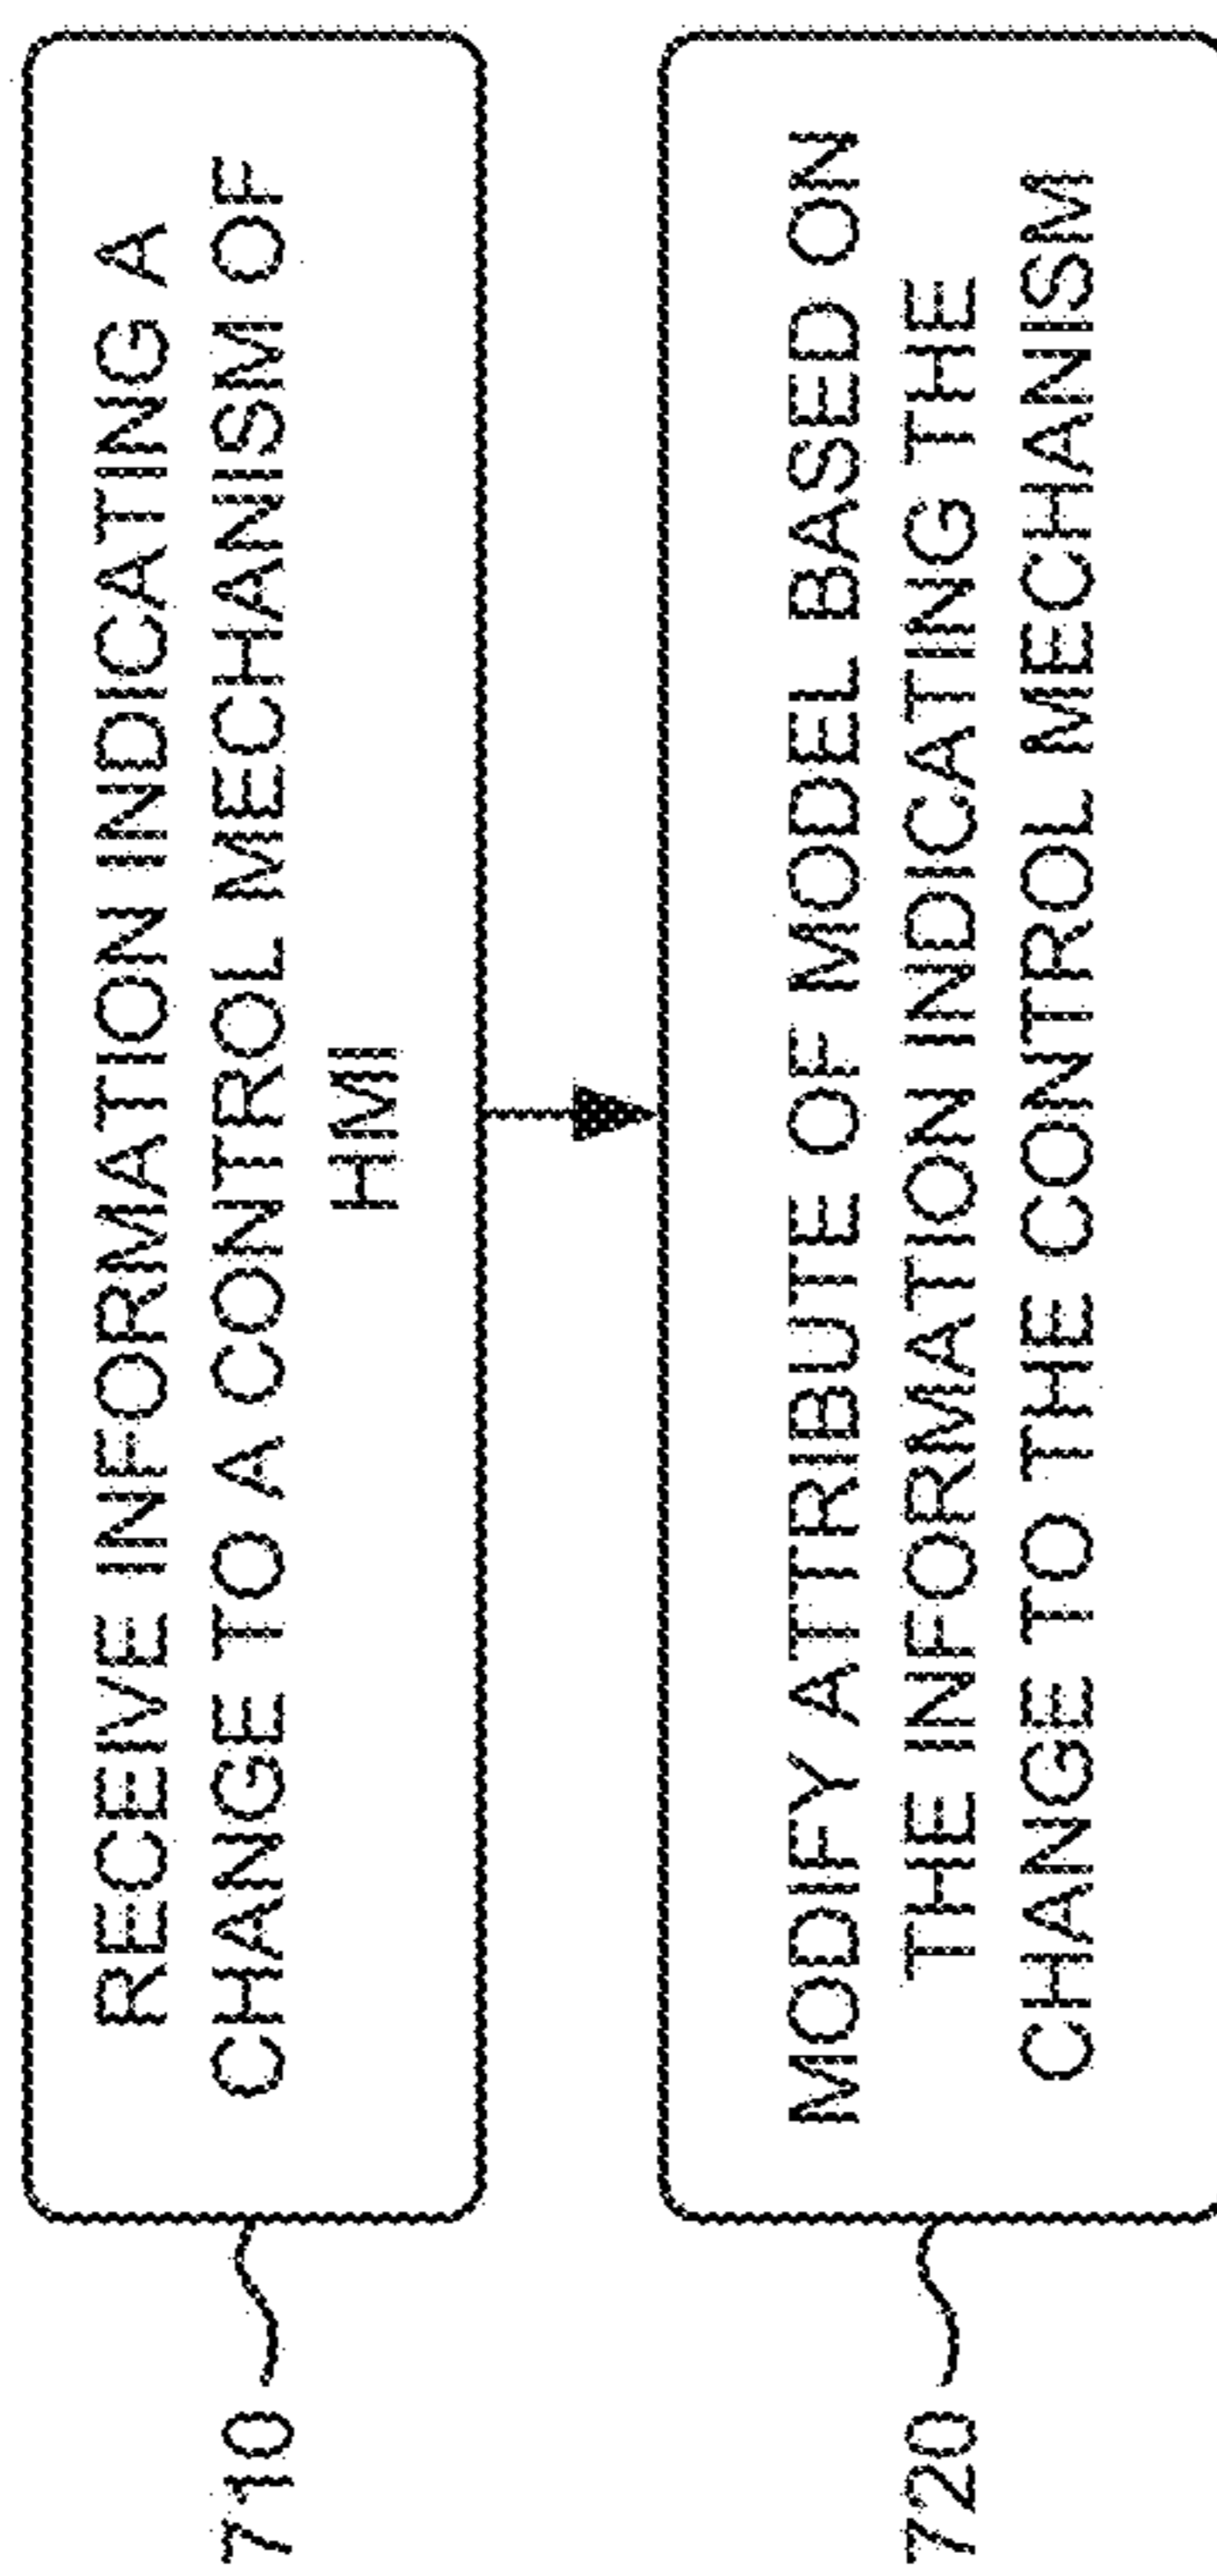 710
RECEIVE INFORMATION INDICATING A
CHANGE TO A CONTROL MECHANISM OF
HMI
720
MODIFY ATTRIBUTE OF MODEL BASED ON
THE INFORMATION INDICATING THE
CHANGE TO THE CONTROL MECHANISM